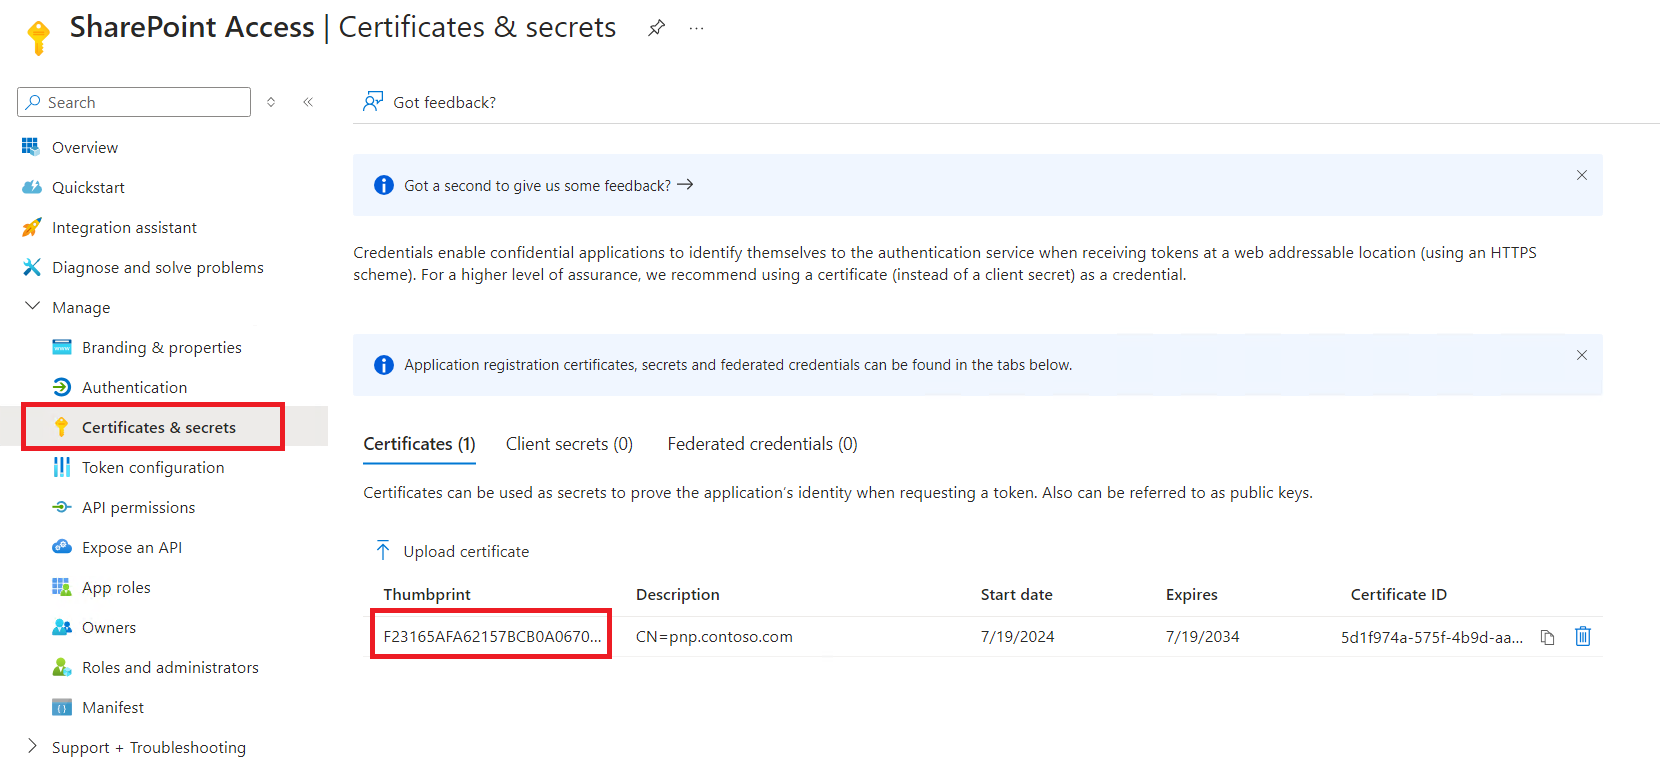 SharePoint Access | Certificates & secrets
Search
Got feedback?
Overview
Quickstart
Integration assistant
Diagnose and solve problems
Manage
Branding & properties
Authentication
Certificates & secrets
Token configuration
API permissions
Expose an API
App roles
Owners
Roles and administrators
Manifest
Support + Troubleshooting
Got a second to give us some feedback?
Credentials enable confidential applications to identify themselves to the authentication service when receiving tokens at a web addressable location (using an HTTPS
scheme). For a higher level of assurance, we recommend using a certificate (instead of a client secret) as a credential.
Application registration certificates, secrets and federated credentials can be found in the tabs below.
Certificates (1) Client secrets (0) Federated credentials (0)
Certificates can be used as secrets to prove the application's identity when requesting a token. Also can be referred to as public keys.
Upload certificate
Thumbprint Description Start date Expires Certificate ID
F23165AFA62157BCB0A0670... CN=pnp.contoso.com 7/19/2024 7/19/2034 5d1f974a-575f-4b9d-aa...